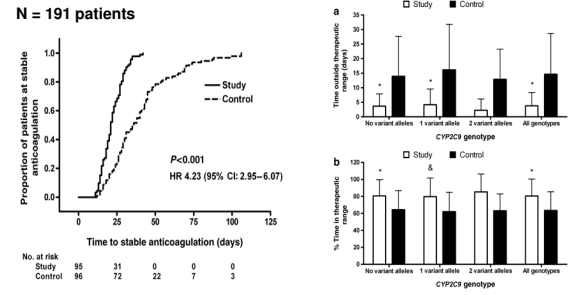 N = 191 patients
Proportion of patients at stable
anticoagulation
1.0
0.8
0.6
0.4
0.2
0.0
Study
Control
P<0.001
HR 4.23 (95% CI: 2.95–6.07)
0 25 50 75 100 125
Time to stable anticoagulation (days)
No. at risk
Study 95 31 0 0 0
Control 96 72 22 7 3
a
Study Control
Time outside therapeutic
range (days)
35
30
25
20
15
10
5
0
* * *
No variant alleles 1 variant allele 2 variant alleles All genotypes
CYP2C9 genotype
b
Study Control
% Time in therapeutic
range
120
100
80
60
40
20
0
* & *
No variant alleles 1 variant allele 2 variant alleles All genotypes
CYP2C9 genotype